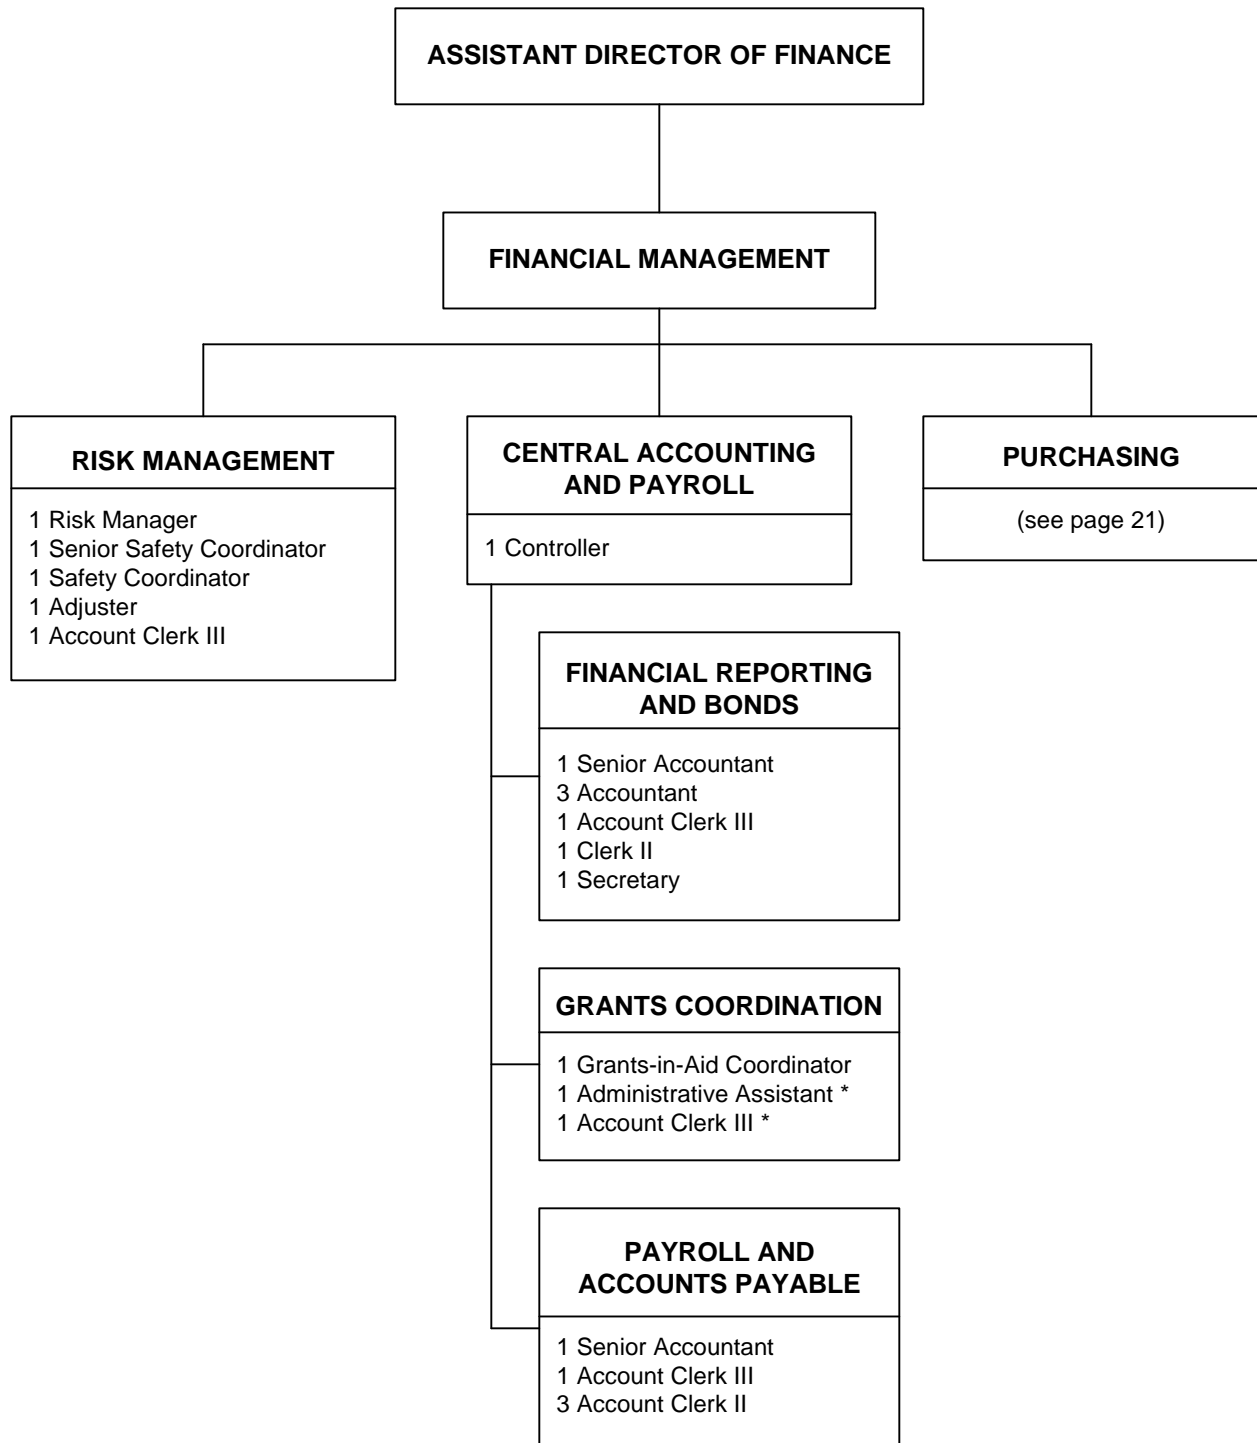 ASSISTANT DIRECTOR OF FINANCE
FINANCIAL MANAGEMENT
RISK MANAGEMENT
1 Risk Manager
1 Senior Safety Coordinator
1 Safety Coordinator
1 Adjuster
1 Account Clerk III
CENTRAL ACCOUNTING
AND PAYROLL
1 Controller
PURCHASING
(see page 21)
FINANCIAL REPORTING
AND BONDS
1 Senior Accountant
3 Accountant
1 Account Clerk III
1 Clerk II
1 Secretary
GRANTS COORDINATION
1 Grants-in-Aid Coordinator
1 Administrative Assistant *
1 Account Clerk III *
PAYROLL AND
ACCOUNTS PAYABLE
1 Senior Accountant
1 Account Clerk III
3 Account Clerk II